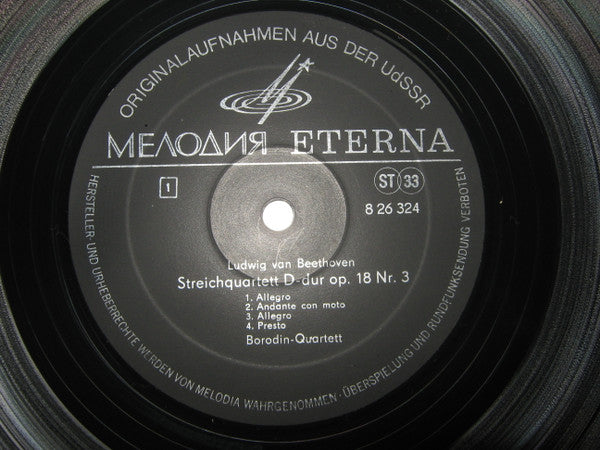 ORIGINALAUFNAHMEN AUS DER UdSSR
МЕЛОДИЯ ETERNA
1
ST 33
8 26 324
Ludwig van Beethoven
Streichquartett D-dur op. 18 Nr. 3
1. Allegro
2. Andante con moto
3. Allegro
4. Presto
Borodin-Quartett
HERSTELLER- UND URHEBERRECHTE WERDEN VON MELODIA WAHRGENOMMEN · ÜBERSPIELUNG UND RUNDFUNKSENDUNG VERBOTEN